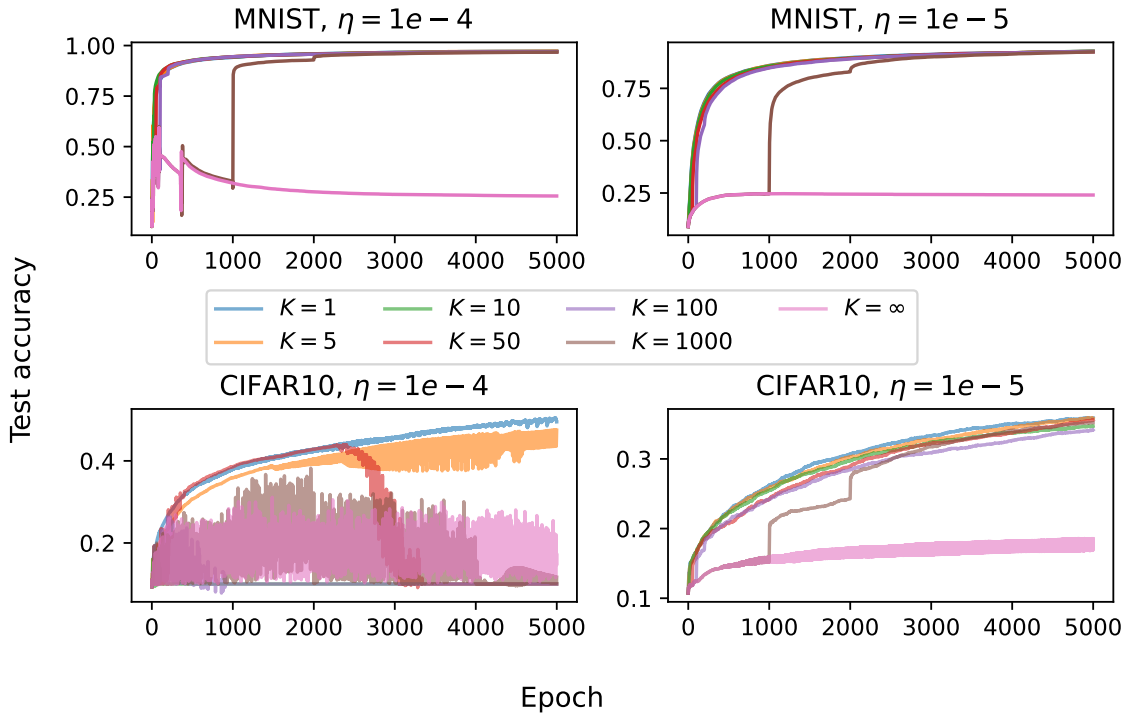 MNIST, η = 1e − 4
MNIST, η = 1e − 5
1.00
0.75
0.50
0.25
0.75
0.50
0.25
0 1000 2000 3000 4000 5000
0 1000 2000 3000 4000 5000
Test accuracy
K = 1
K = 10
K = 100
K = ∞
K = 5
K = 50
K = 1000
CIFAR10, η = 1e − 4
CIFAR10, η = 1e − 5
0.4
0.2
0.3
0.2
0.1
0 1000 2000 3000 4000 5000
0 1000 2000 3000 4000 5000
Epoch